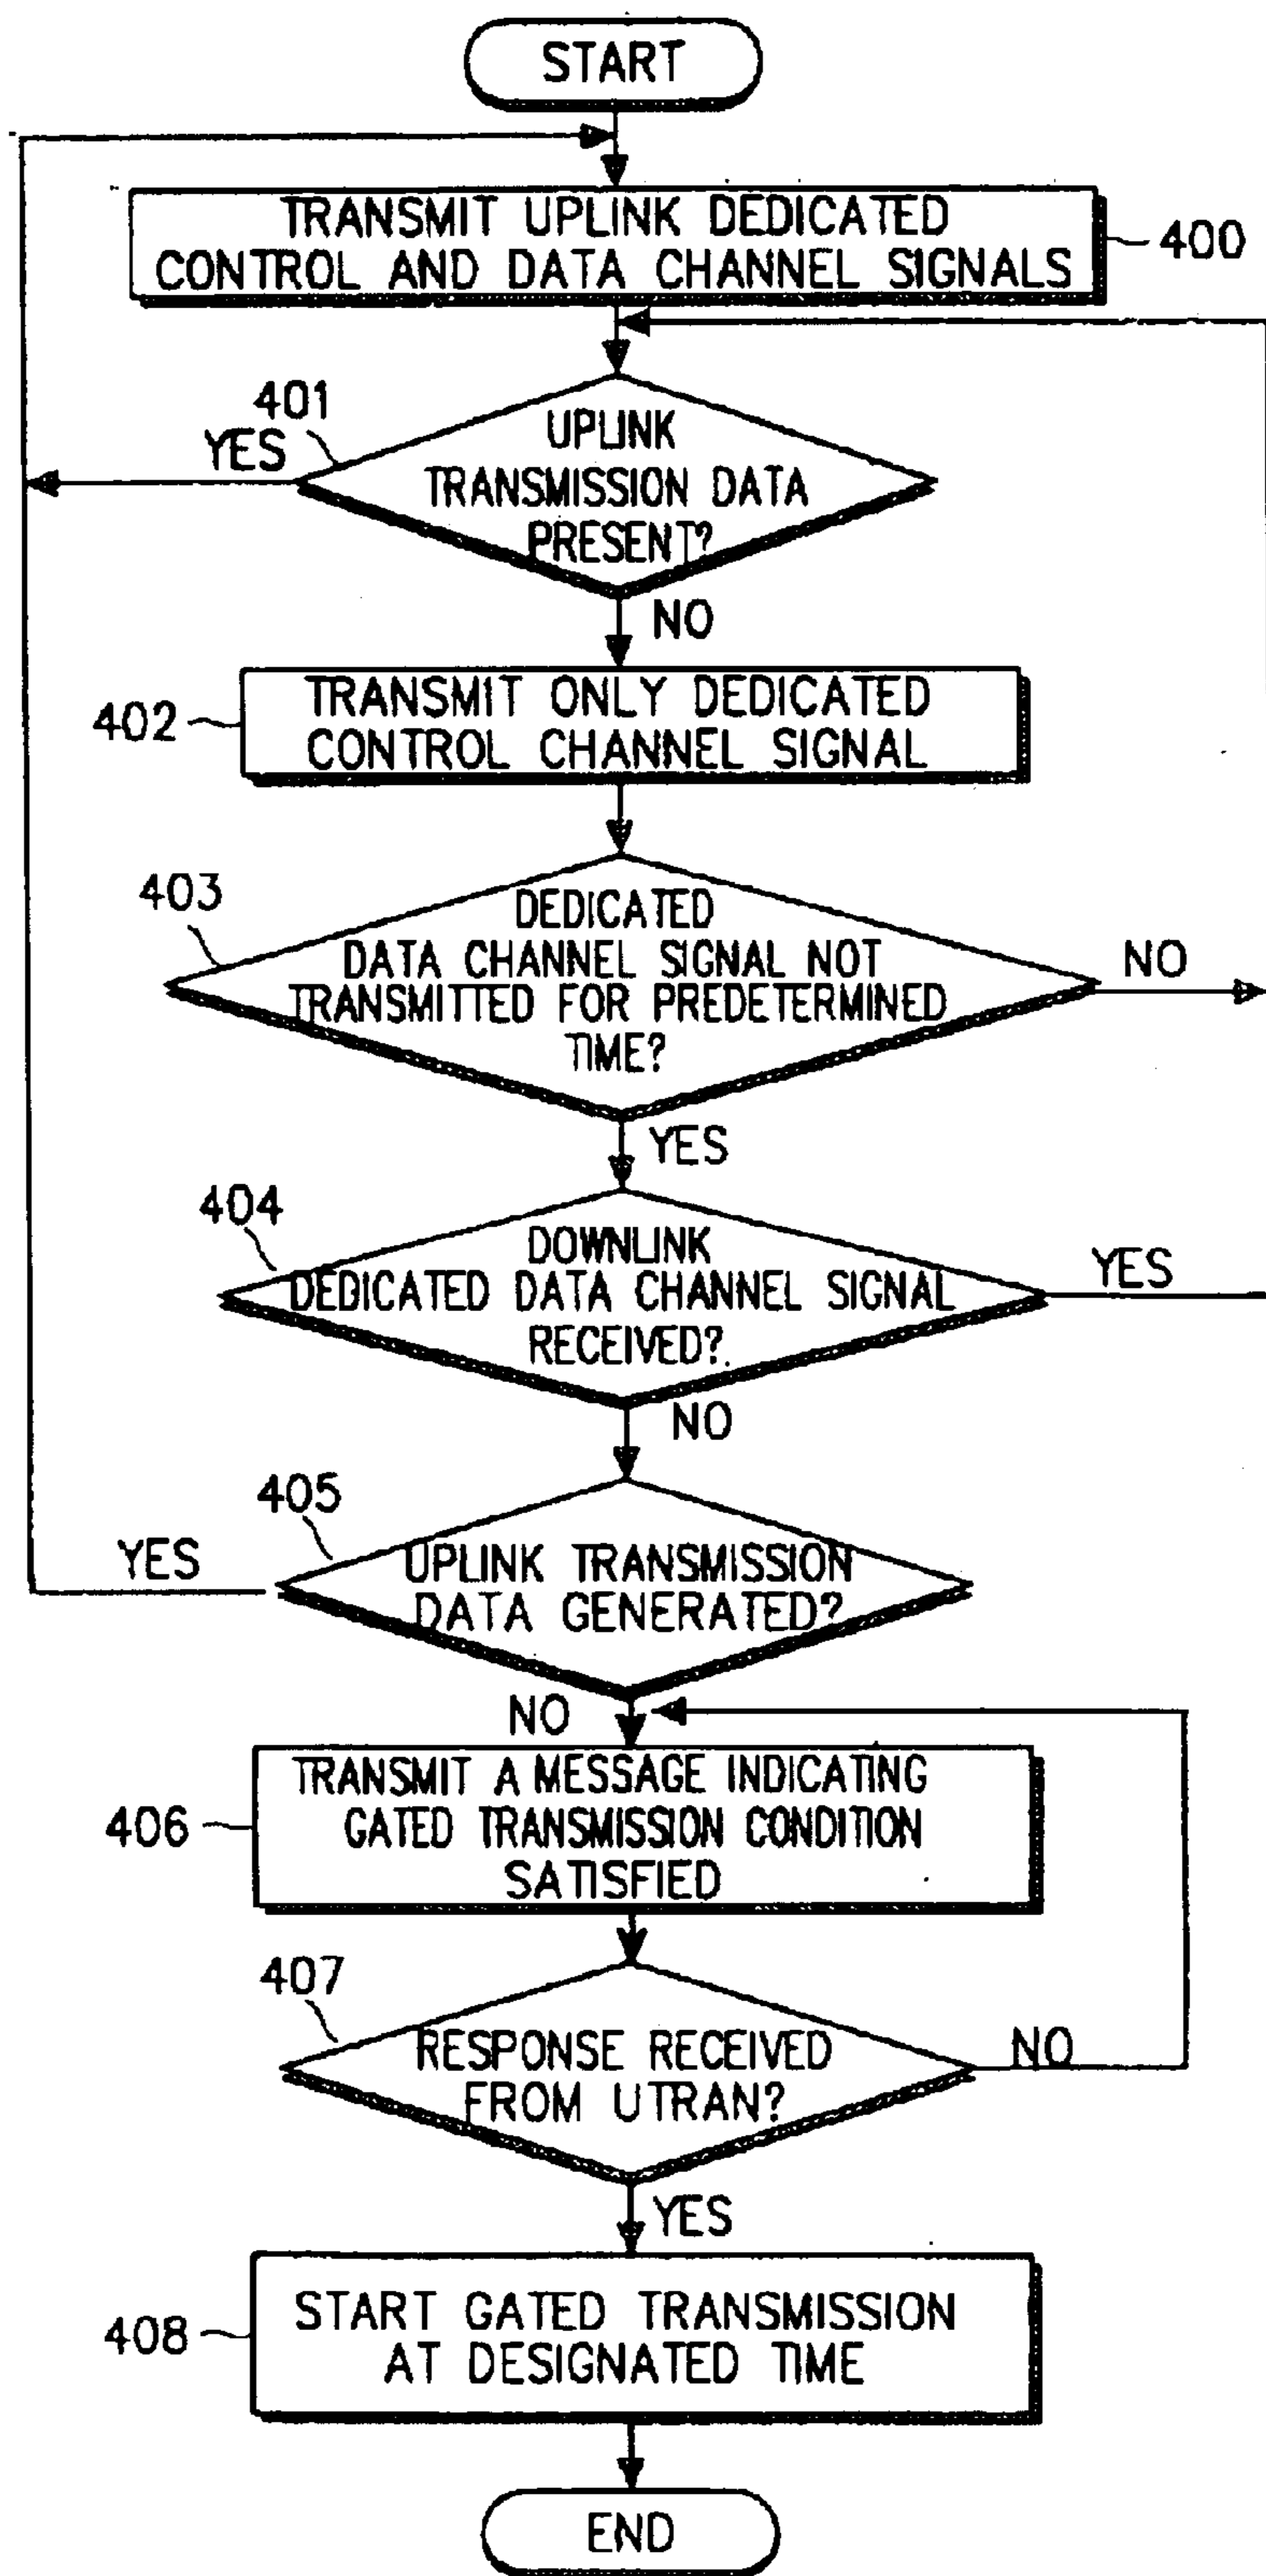 START
TRANSMIT UPLINK DEDICATED
CONTROL AND DATA CHANNEL SIGNALS
400
401
YES
UPLINK
TRANSMISSION DATA
PRESENT?
NO
402
TRANSMIT ONLY DEDICATED
CONTROL CHANNEL SIGNAL
403
DEDICATED
DATA CHANNEL SIGNAL NOT
TRANSMITTED FOR PREDETERMINED
TIME?
NO
YES
404
DOWNLINK
DEDICATED DATA CHANNEL SIGNAL
RECEIVED?
YES
NO
405
YES
UPLINK TRANSMISSION
DATA GENERATED?
NO
406
TRANSMIT A MESSAGE INDICATING
GATED TRANSMISSION CONDITION
SATISFIED
407
RESPONSE RECEIVED
FROM UTRAN?
NO
YES
408
START GATED TRANSMISSION
AT DESIGNATED TIME
END